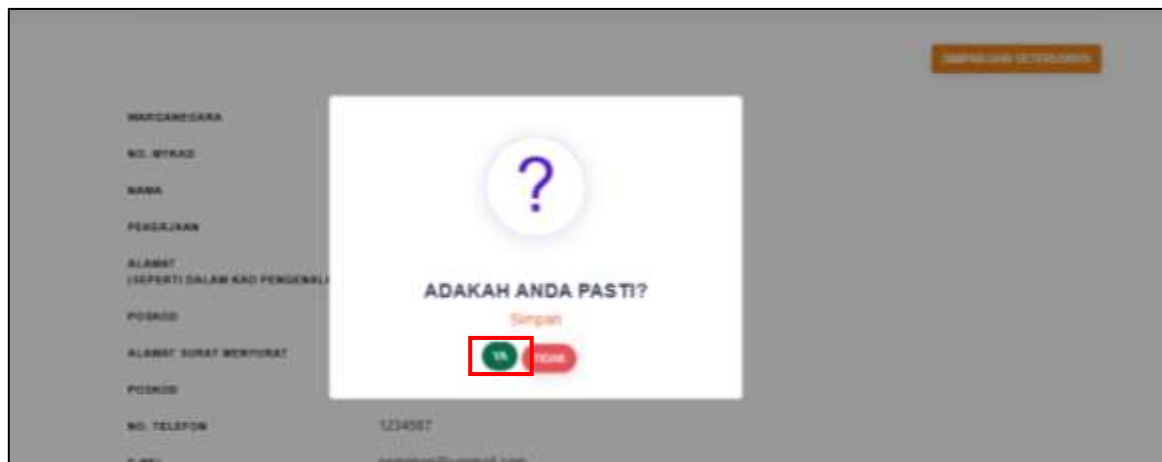 SIMPAN DAN SETERUSNYA
WARGANEGARA
NO. MYKAD
NAMA
PEKERJAAN
ALAMAT
(SEPERTI DALAM KAD PENGENAL
POSKOD
ALAMAT SURAT MENYURAT
POSKOD
NO. TELEFON 1234567
?
ADAKAH ANDA PASTI?
Simpan
YA TIDAK